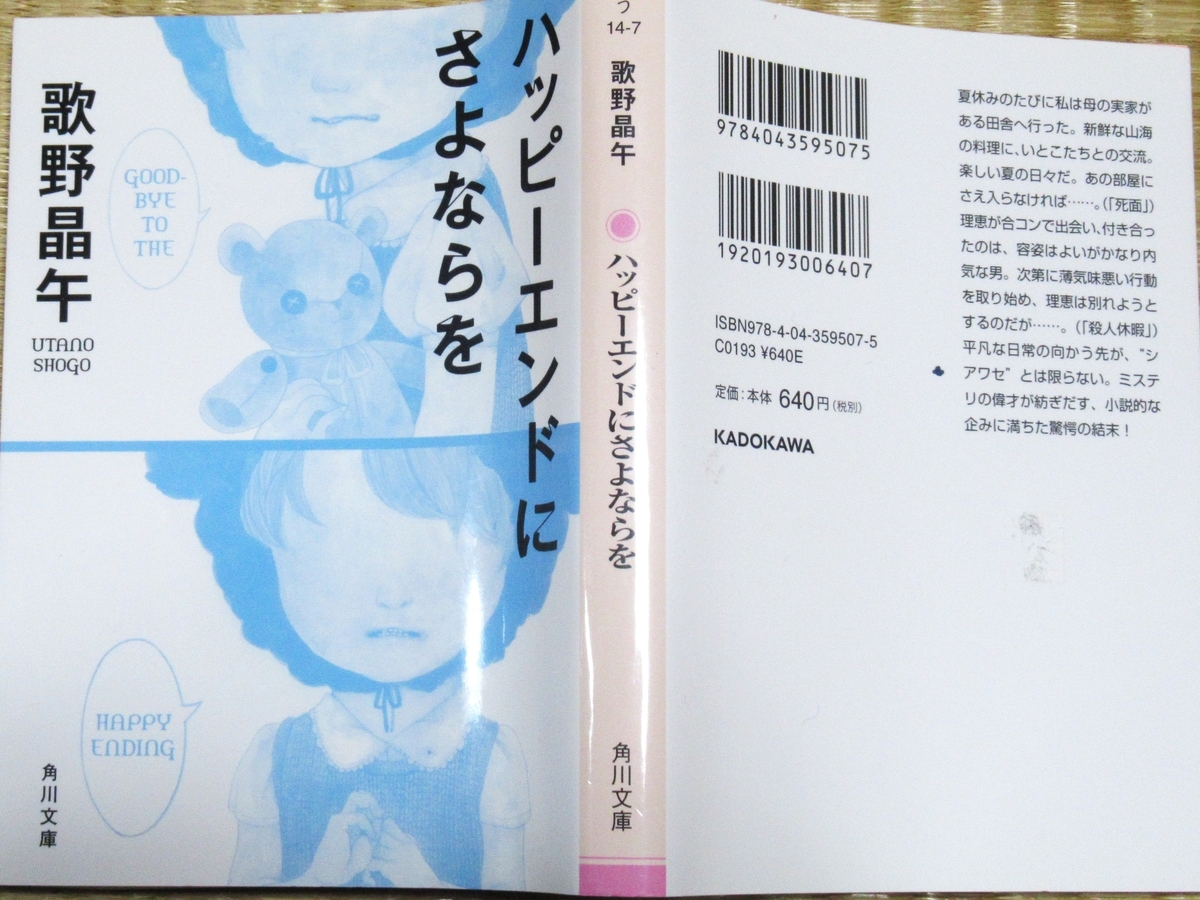 ハッピーエンドに
さよならを
歌野晶午
UTANO
SHOGO
GOOD-
BYE
TO
THE
HAPPY
ENDING
角川文庫
14-7
歌野晶午
ハッピーエンドにさよならを
角川文庫
9784043595075
1920193006407
ISBN978-4-04-359507-5
C0193 ¥640E
定価:本体 640円(税別)
KADOKAWA
夏休みのたびに私は母の実家が
ある田舎へ行った。新鮮な山海
の料理に、いとこたちとの交流。
楽しい夏の日々だ。あの部屋に
さえ入らなければ……。(「死面」)
理恵が合コンで出会い、付き合っ
たのは、容姿はよいがかなり内
気な男。次第に薄気味悪い行動
を取り始め、理恵は別れようと
するのだが……。(「殺人休暇」)
平凡な日常の向かう先が、“シ
アワセ”とは限らない。ミステ
リの偉才が紡ぎだす、小説的な
企みに満ちた驚愕の結末！